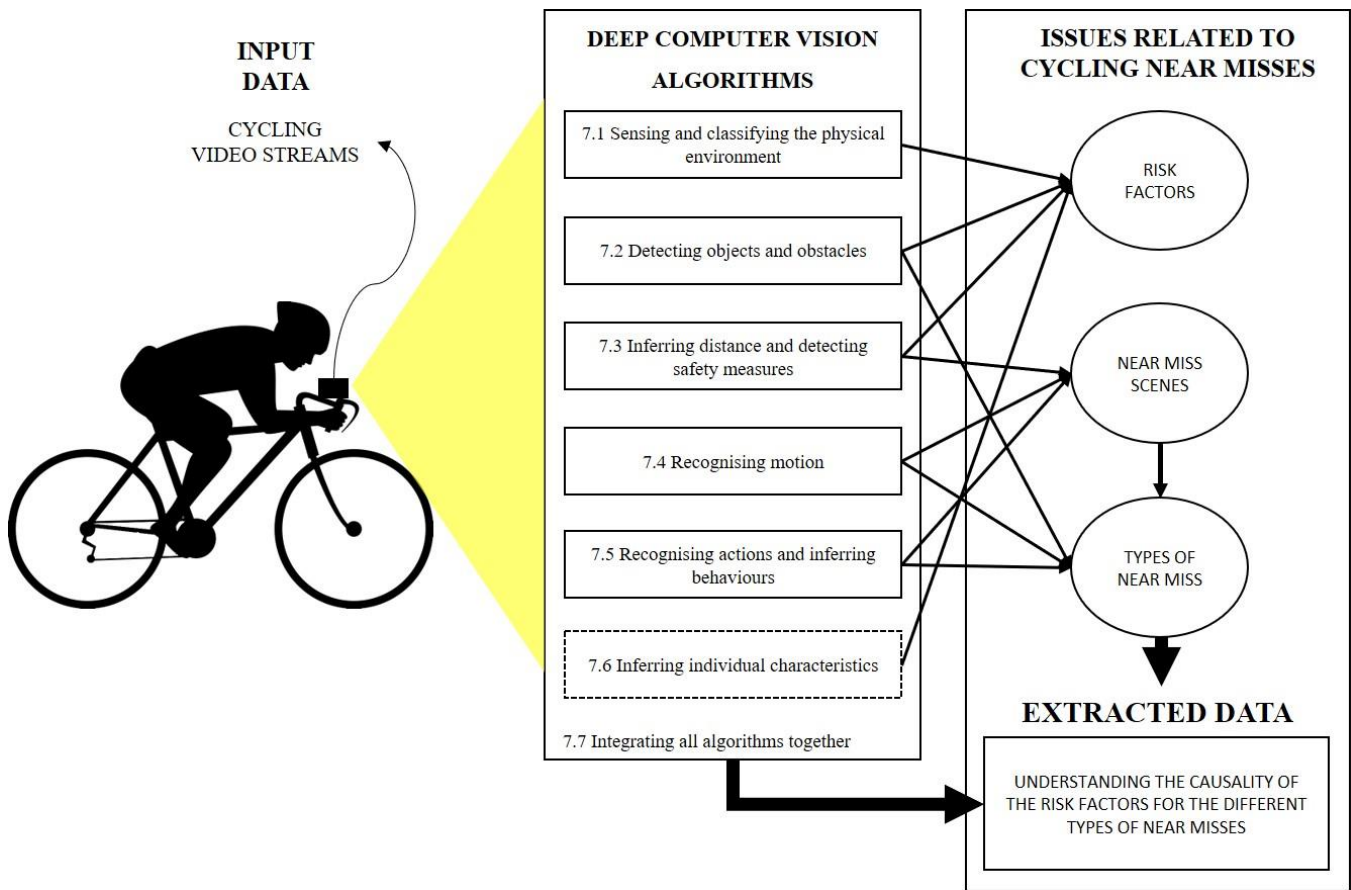 INPUT
DATA
CYCLING
VIDEO STREAMS
DEEP COMPUTER VISION
ALGORITHMS
7.1 Sensing and classifying the physical
environment
7.2 Detecting objects and obstacles
7.3 Inferring distance and detecting
safety measures
7.4 Recognising motion
7.5 Recognising actions and inferring
behaviours
7.6 Inferring individual characteristics
7.7 Integrating all algorithms together
ISSUES RELATED TO
CYCLING NEAR MISSES
RISK
FACTORS
NEAR MISS
SCENES
TYPES OF
NEAR MISS
EXTRACTED DATA
UNDERSTANDING THE CAUSALITY OF
THE RISK FACTORS FOR THE DIFFERENT
TYPES OF NEAR MISSES